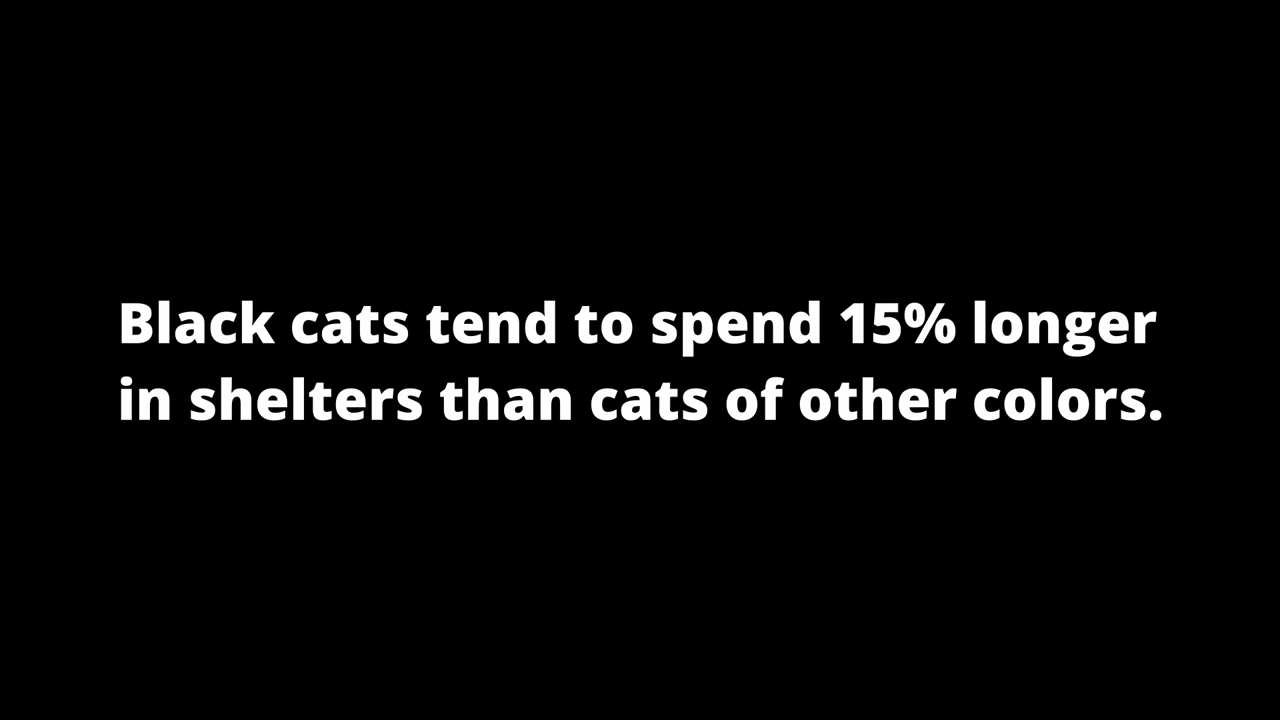 Black cats tend to spend 15% longer
in shelters than cats of other colors.